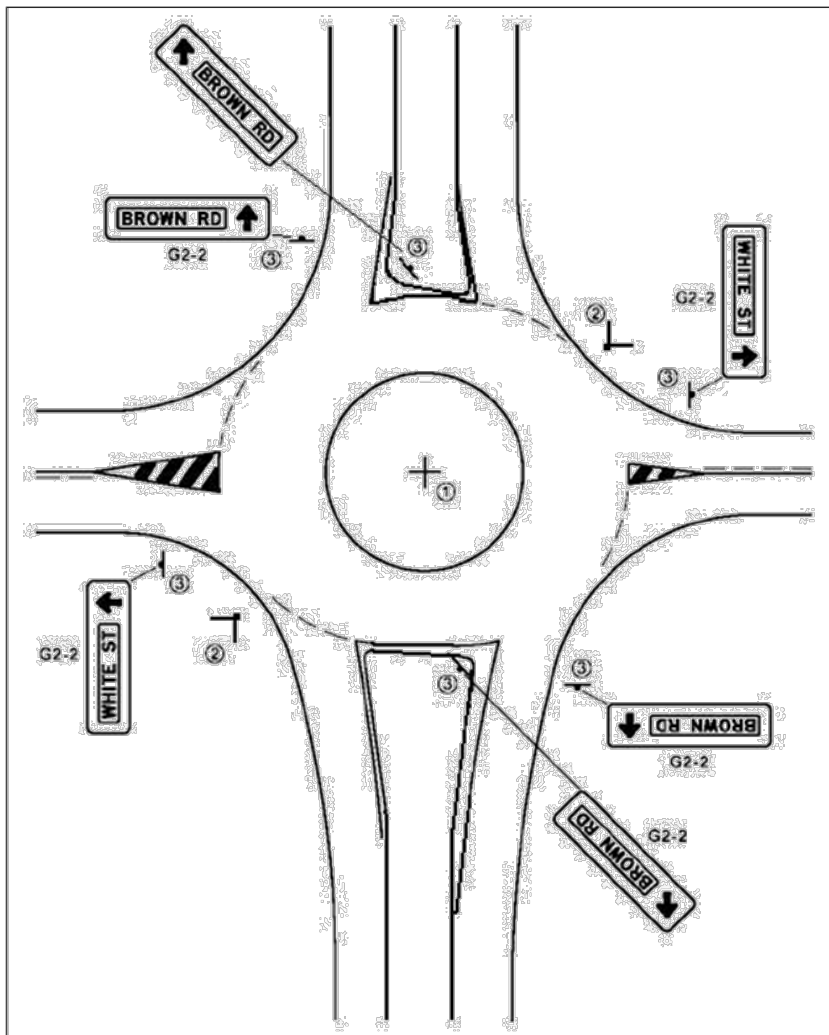 BROWN RD
BROWN RD
G2-2
③
③
WHITE ST
G2-2
②
③
①
③
WHITE ST
G2-2
②
③
③
BROWN RD
G2-2
BROWN RD
G2-2